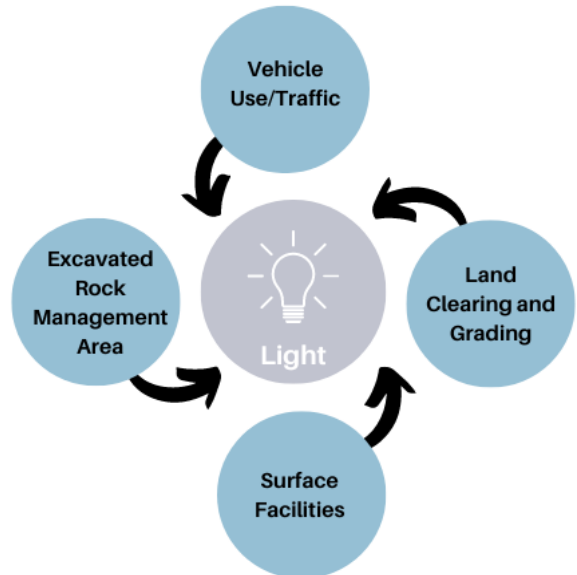 Vehicle
Use/Traffic
Excavated
Rock
Management
Area
Light
Land
Clearing and
Grading
Surface
Facilities